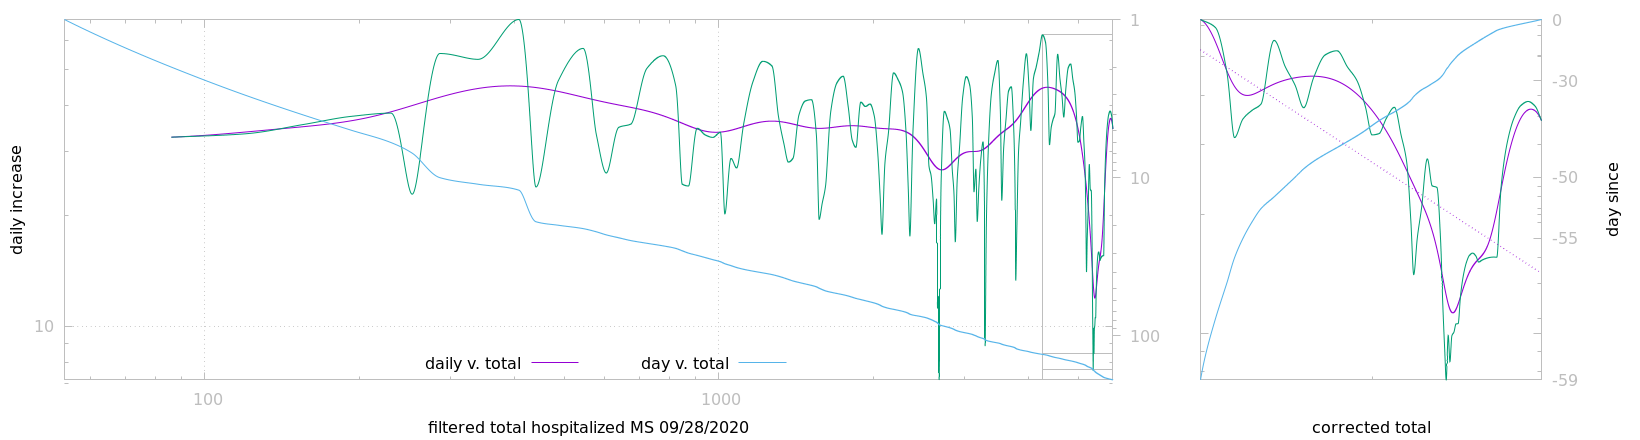 1
0
-30
daily increase
10
-50
day since
-55
10
100
daily v. total
day v. total
-59
100
1000
filtered total hospitalized MS 09/28/2020
corrected total